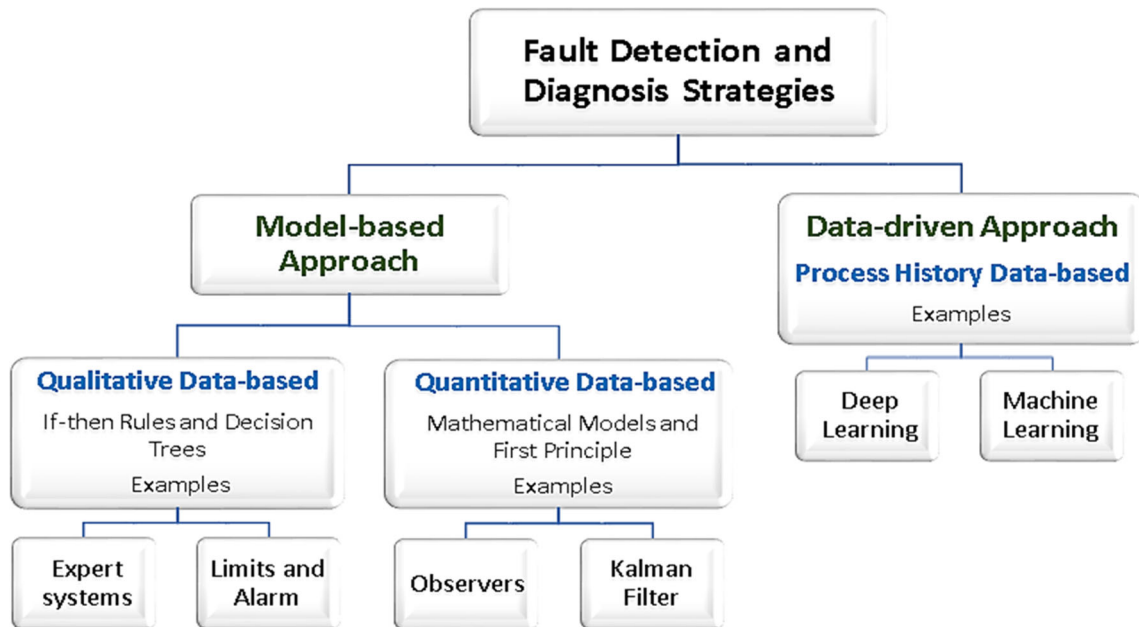 Fault Detection and
Diagnosis Strategies
Model-based
Approach
Data-driven Approach
Process History Data-based
Examples
Qualitative Data-based
If-then Rules and Decision
Trees
Examples
Quantitative Data-based
Mathematical Models and
First Principle
Examples
Deep
Learning
Machine
Learning
Expert
systems
Limits and
Alarm
Observers
Kalman
Filter